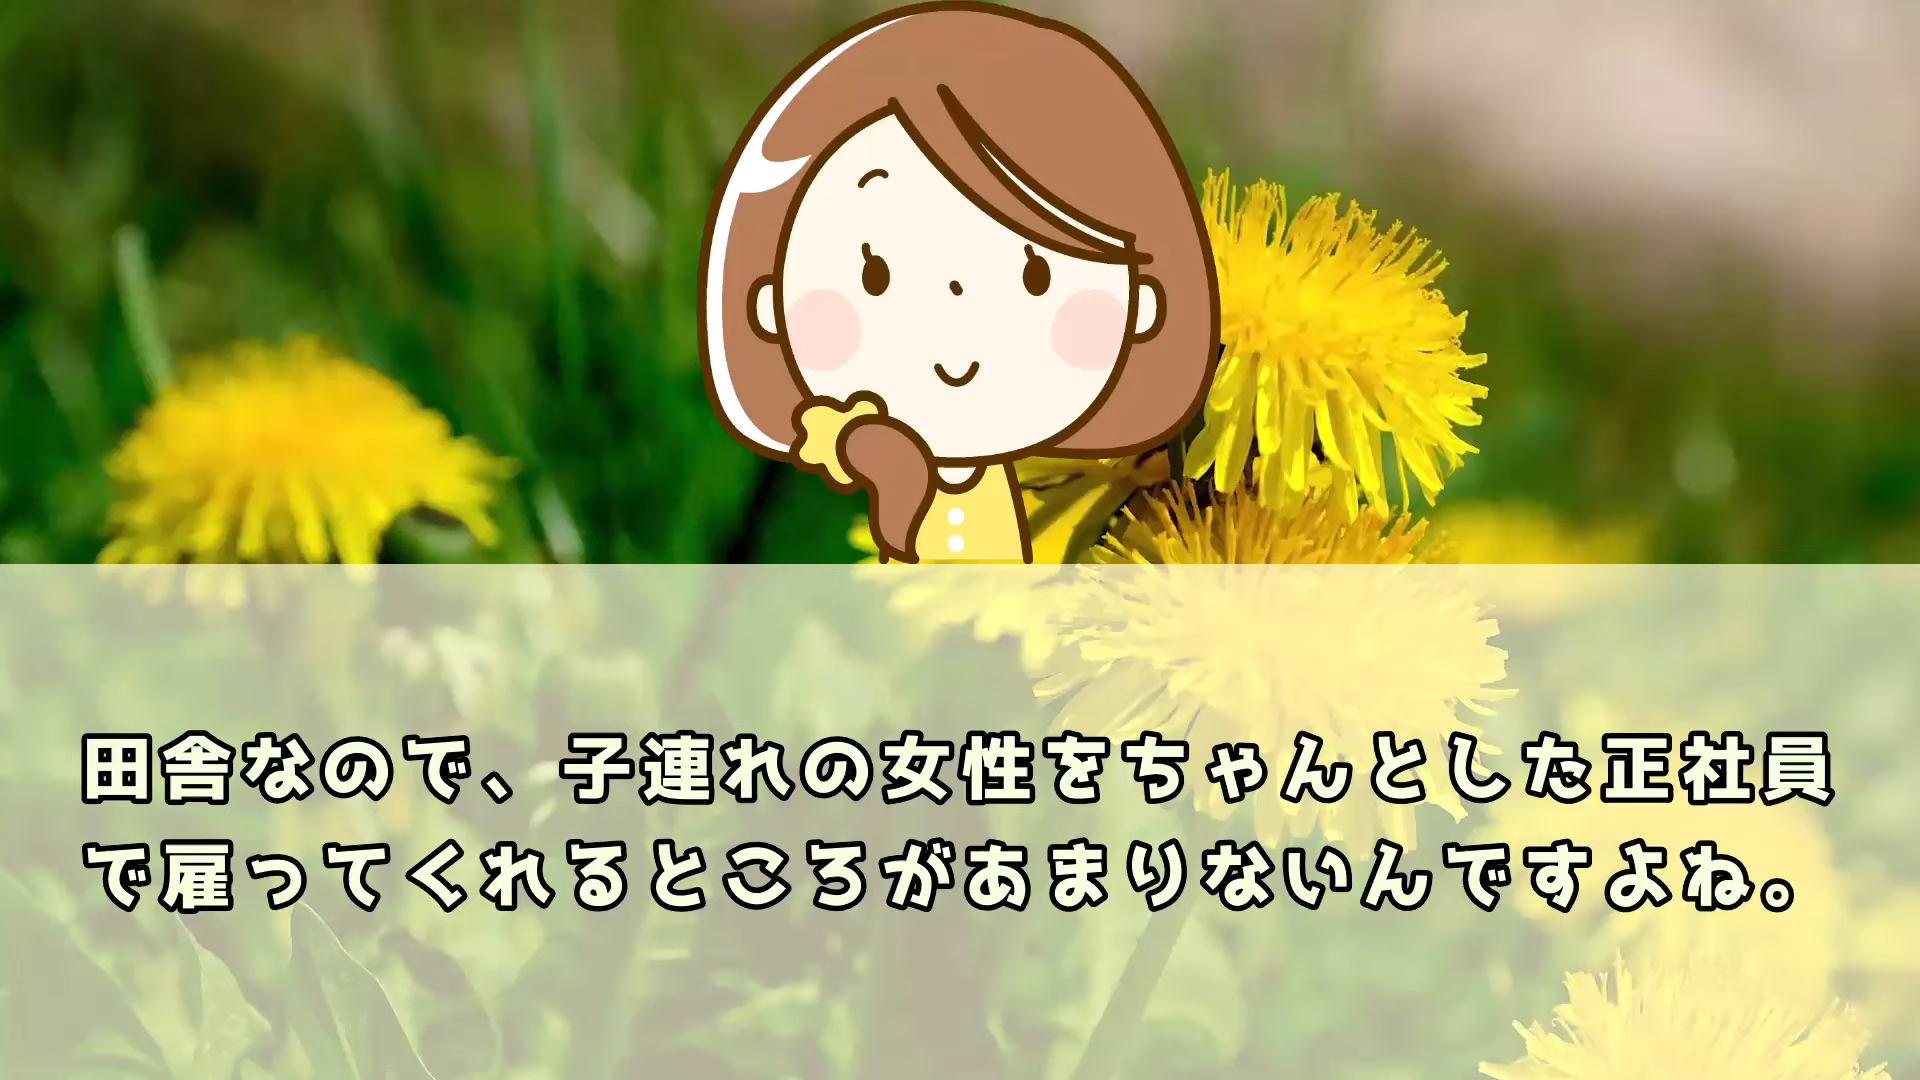 田舎なので、子連れの女性をちゃんとした正社員
で雇ってくれるところがあまりないんですよね。